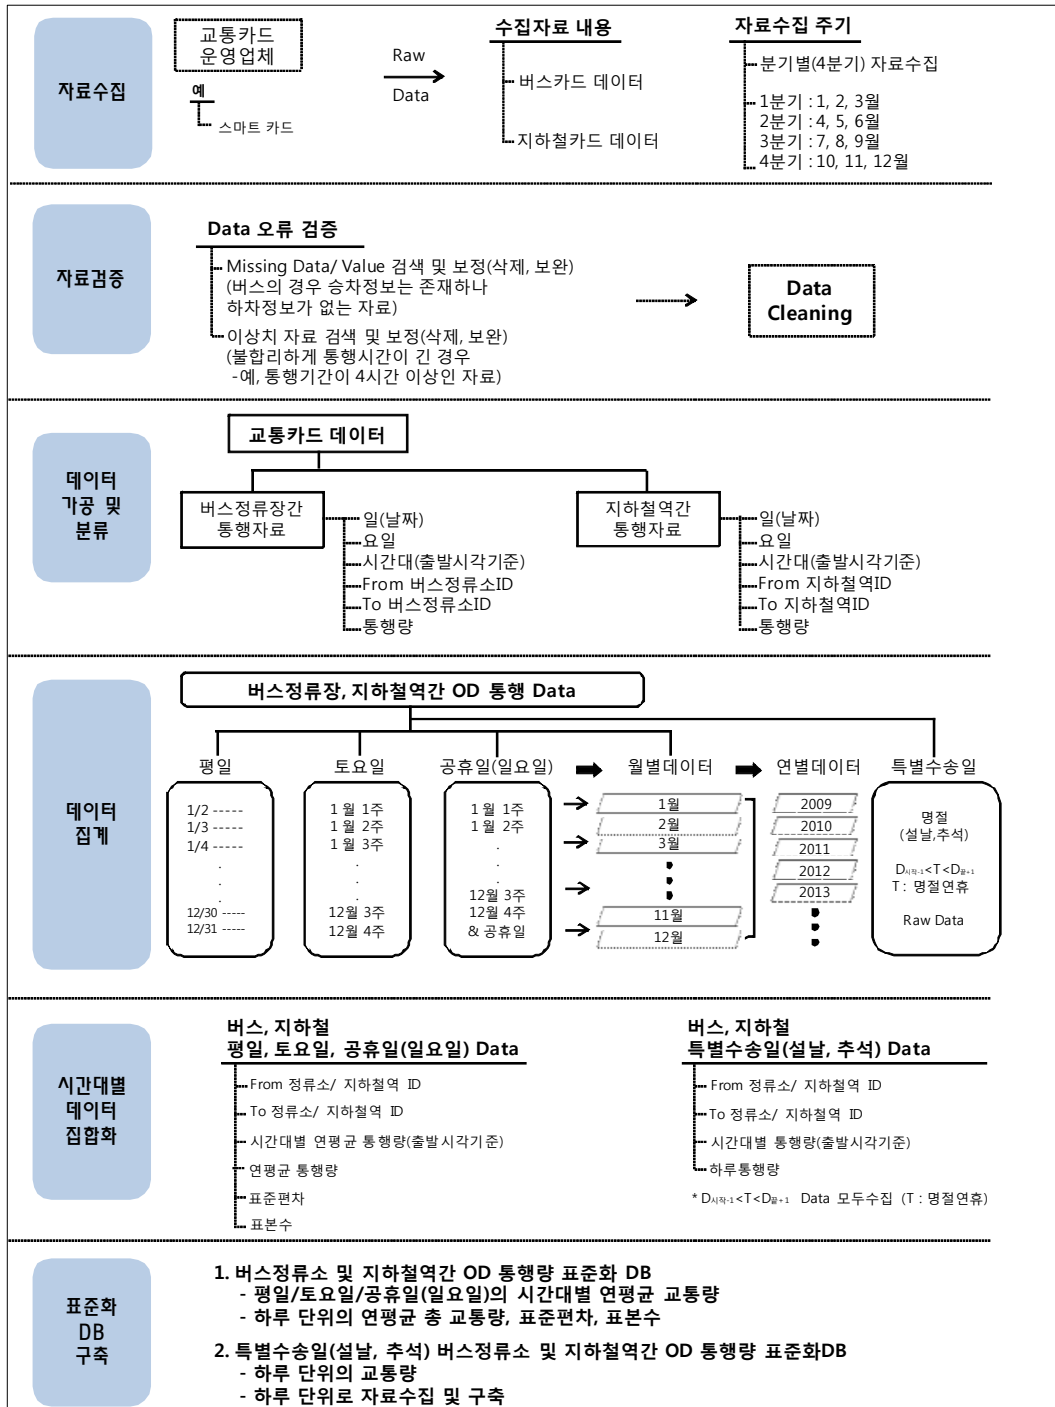 자료수집
교통카드
운영업체
예
스마트 카드
Raw
Data
수집자료 내용
버스카드 데이터
지하철카드 데이터
자료수집 주기
분기별(4분기) 자료수집
1분기 : 1, 2, 3월
2분기 : 4, 5, 6월
3분기 : 7, 8, 9월
4분기 : 10, 11, 12월
자료검증
Data 오류 검증
Missing Data/ Value 검색 및 보정(삭제, 보완)
(버스의 경우 승차정보는 존재하나
하차정보가 없는 자료)
이상치 자료 검색 및 보정(삭제, 보완)
(불합리하게 통행시간이 긴 경우
-예, 통행기간이 4시간 이상인 자료)
Data
Cleaning
데이터
가공 및
분류
교통카드 데이터
버스정류장간
통행자료
일(날짜)
요일
시간대(출발시각기준)
From 버스정류소ID
To 버스정류소ID
통행량
지하철역간
통행자료
일(날짜)
요일
시간대(출발시각기준)
From 지하철역ID
To 지하철역ID
통행량
데이터
집계
버스정류장, 지하철역간 OD 통행 Data
평일
1/2 -----
1/3 -----
1/4 -----
.
.
.
12/30 -----
12/31 -----
토요일
1 월 1주
1 월 2주
1 월 3주
.
.
.
12월 3주
12월 4주
공휴일(일요일)
1 월 1주
1 월 2주
.
.
.
12월 3주
12월 4주
& 공휴일
월별데이터
1월
2월
3월
11월
12월
연별데이터
2009
2010
2011
2012
2013
특별수송일
명절
(설날,추석)
D시작-1<T<D끝+1
T : 명절연휴
Raw Data
시간대별
데이터
집합화
버스, 지하철
평일, 토요일, 공휴일(일요일) Data
From 정류소/ 지하철역 ID
To 정류소/ 지하철역 ID
시간대별 연평균 통행량(출발시각기준)
연평균 통행량
표준편차
표본수
버스, 지하철
특별수송일(설날, 추석) Data
From 정류소/ 지하철역 ID
To 정류소/ 지하철역 ID
시간대별 통행량(출발시각기준)
하루통행량
* D시작-1<T<D끝+1 Data 모두수집 (T : 명절연휴)
표준화
DB
구축
1. 버스정류소 및 지하철역간 OD 통행량 표준화 DB
- 평일/토요일/공휴일(일요일)의 시간대별 연평균 교통량
- 하루 단위의 연평균 총 교통량, 표준편차, 표본수
2. 특별수송일(설날, 추석) 버스정류소 및 지하철역간 OD 통행량 표준화DB
- 하루 단위의 교통량
- 하루 단위로 자료수집 및 구축